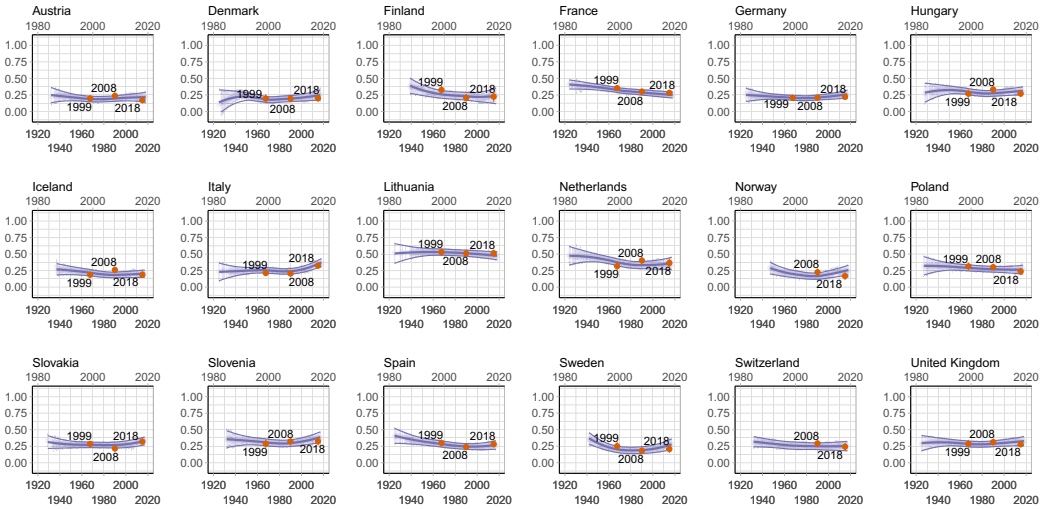 Austria Denmark Finland France Germany Hungary
1980 2000 2020 1980 2000 2020 1980 2000 2020 1980 2000 2020 1980 2000 2020 1980 2000 2020
1.00 1.00 1.00 1.00 1.00 1.00
0.75 0.75 0.75 0.75 0.75 0.75
0.50 0.50 0.50 0.50 0.50 0.50
0.25 0.25 0.25 0.25 0.25 0.25
0.00 0.00 0.00 0.00 0.00 0.00
1999 2008 2018 1999 2008 2018 1999 2008 2018 1999 2008 2018 1999 2008 2018 1999 2008 2018
1920 1960 2000 1920 1960 2000 1920 1960 2000 1920 1960 2000 1920 1960 2000 1920 1960 2000
1940 1980 2020 1940 1980 2020 1940 1980 2020 1940 1980 2020 1940 1980 2020 1940 1980 2020
Iceland Italy Lithuania Netherlands Norway Poland
1980 2000 2020 1980 2000 2020 1980 2000 2020 1980 2000 2020 1980 2000 2020 1980 2000 2020
1.00 1.00 1.00 1.00 1.00 1.00
0.75 0.75 0.75 0.75 0.75 0.75
0.50 0.50 0.50 0.50 0.50 0.50
0.25 0.25 0.25 0.25 0.25 0.25
0.00 0.00 0.00 0.00 0.00 0.00
1999 2008 2018 1999 2008 2018 1999 2008 2018 1999 2008 2018 2008 2018 1999 2008 2018
1920 1960 2000 1920 1960 2000 1920 1960 2000 1920 1960 2000 1920 1960 2000 1920 1960 2000
1940 1980 2020 1940 1980 2020 1940 1980 2020 1940 1980 2020 1940 1980 2020 1940 1980 2020
Slovakia Slovenia Spain Sweden Switzerland United Kingdom
1980 2000 2020 1980 2000 2020 1980 2000 2020 1980 2000 2020 1980 2000 2020 1980 2000 2020
1.00 1.00 1.00 1.00 1.00 1.00
0.75 0.75 0.75 0.75 0.75 0.75
0.50 0.50 0.50 0.50 0.50 0.50
0.25 0.25 0.25 0.25 0.25 0.25
0.00 0.00 0.00 0.00 0.00 0.00
1999 2008 2018 1999 2008 2018 1999 2008 2018 1999 2008 2018 2008 2018 1999 2008 2018
1920 1960 2000 1920 1960 2000 1920 1960 2000 1920 1960 2000 1920 1960 2000 1920 1960 2000
1940 1980 2020 1940 1980 2020 1940 1980 2020 1940 1980 2020 1940 1980 2020 1940 1980 2020